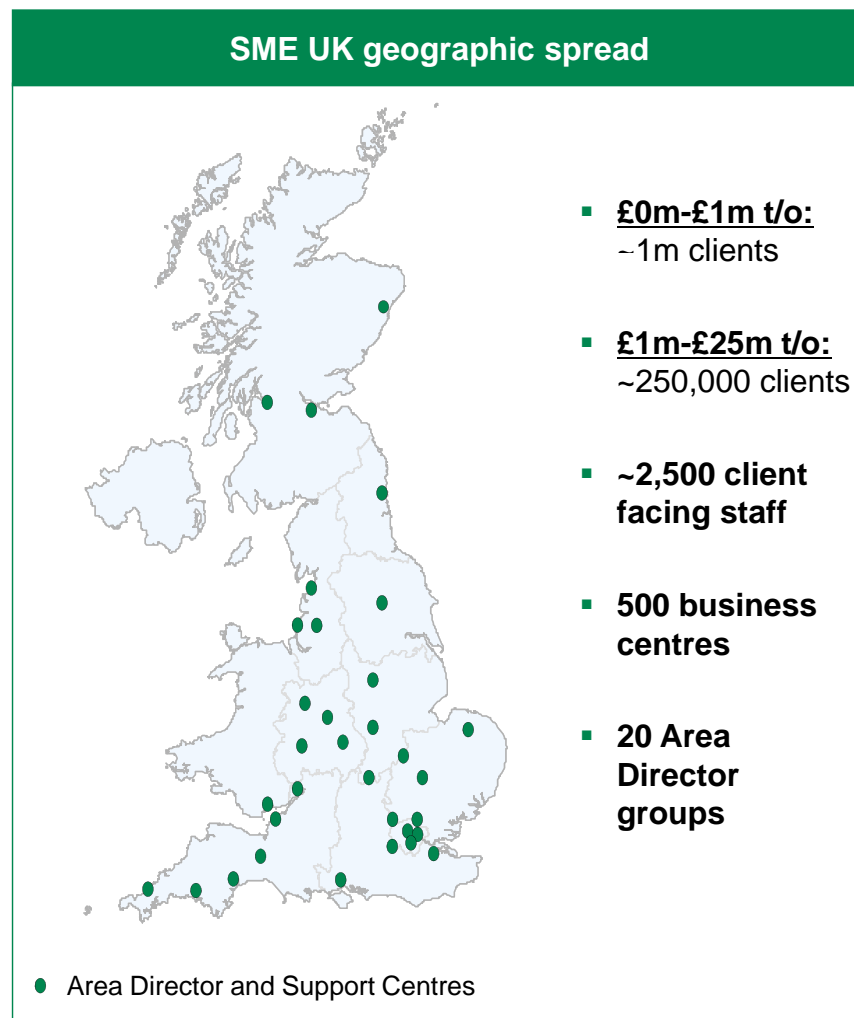 SME UK geographic spread
£0m-£1m t/o:
~1m clients
£1m-£25m t/o:
~250,000 clients
~2,500 client
facing staff
500 business
centres
20 Area
Director
groups
Area Director and Support Centres